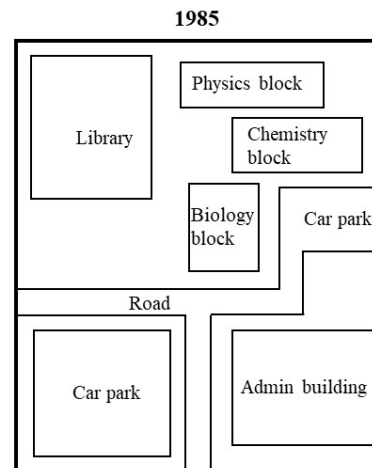 1985
Physics block
Library
Chemistry
block
Biology
block
Car park
Road
Car park
Admin building